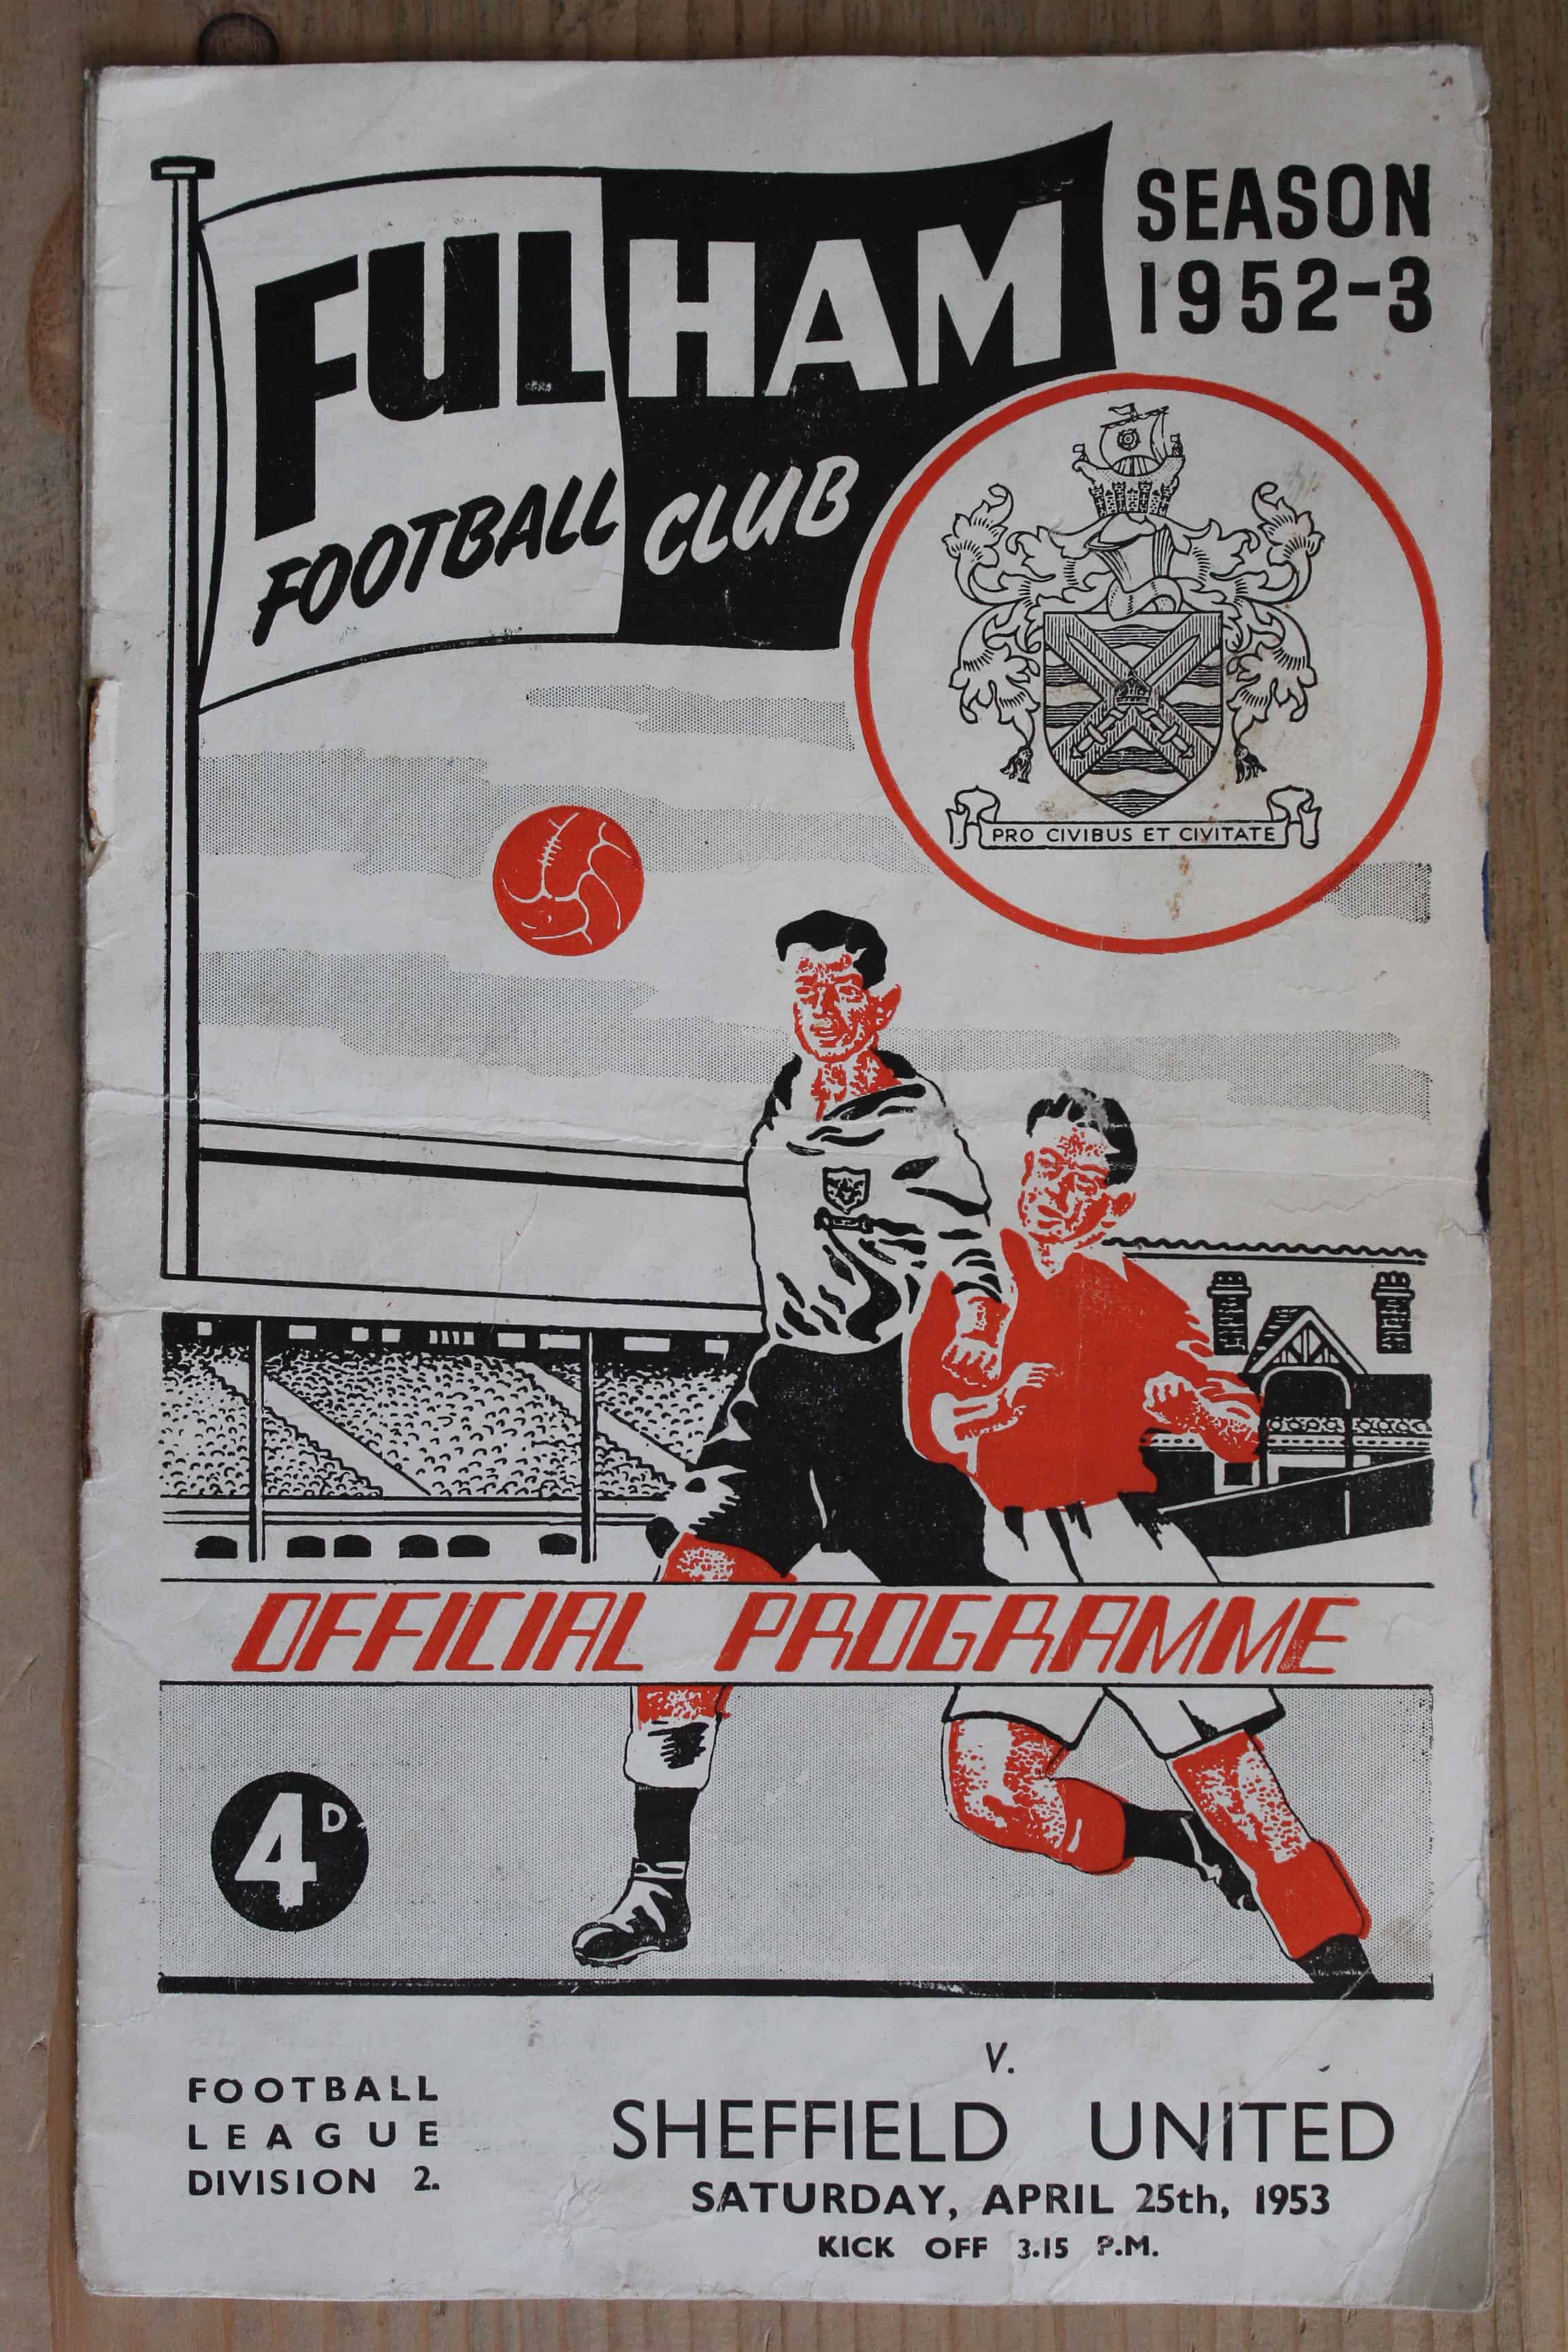 FULHAM
FOOTBALL CLUB
SEASON
1952-3
PRO CIVIBUS ET CIVITATE
OFFICIAL PROGRAMME
4D
FOOTBALL
LEAGUE
DIVISION 2.
V.
SHEFFIELD UNITED
SATURDAY, APRIL 25th, 1953
KICK OFF 3.15 P.M.